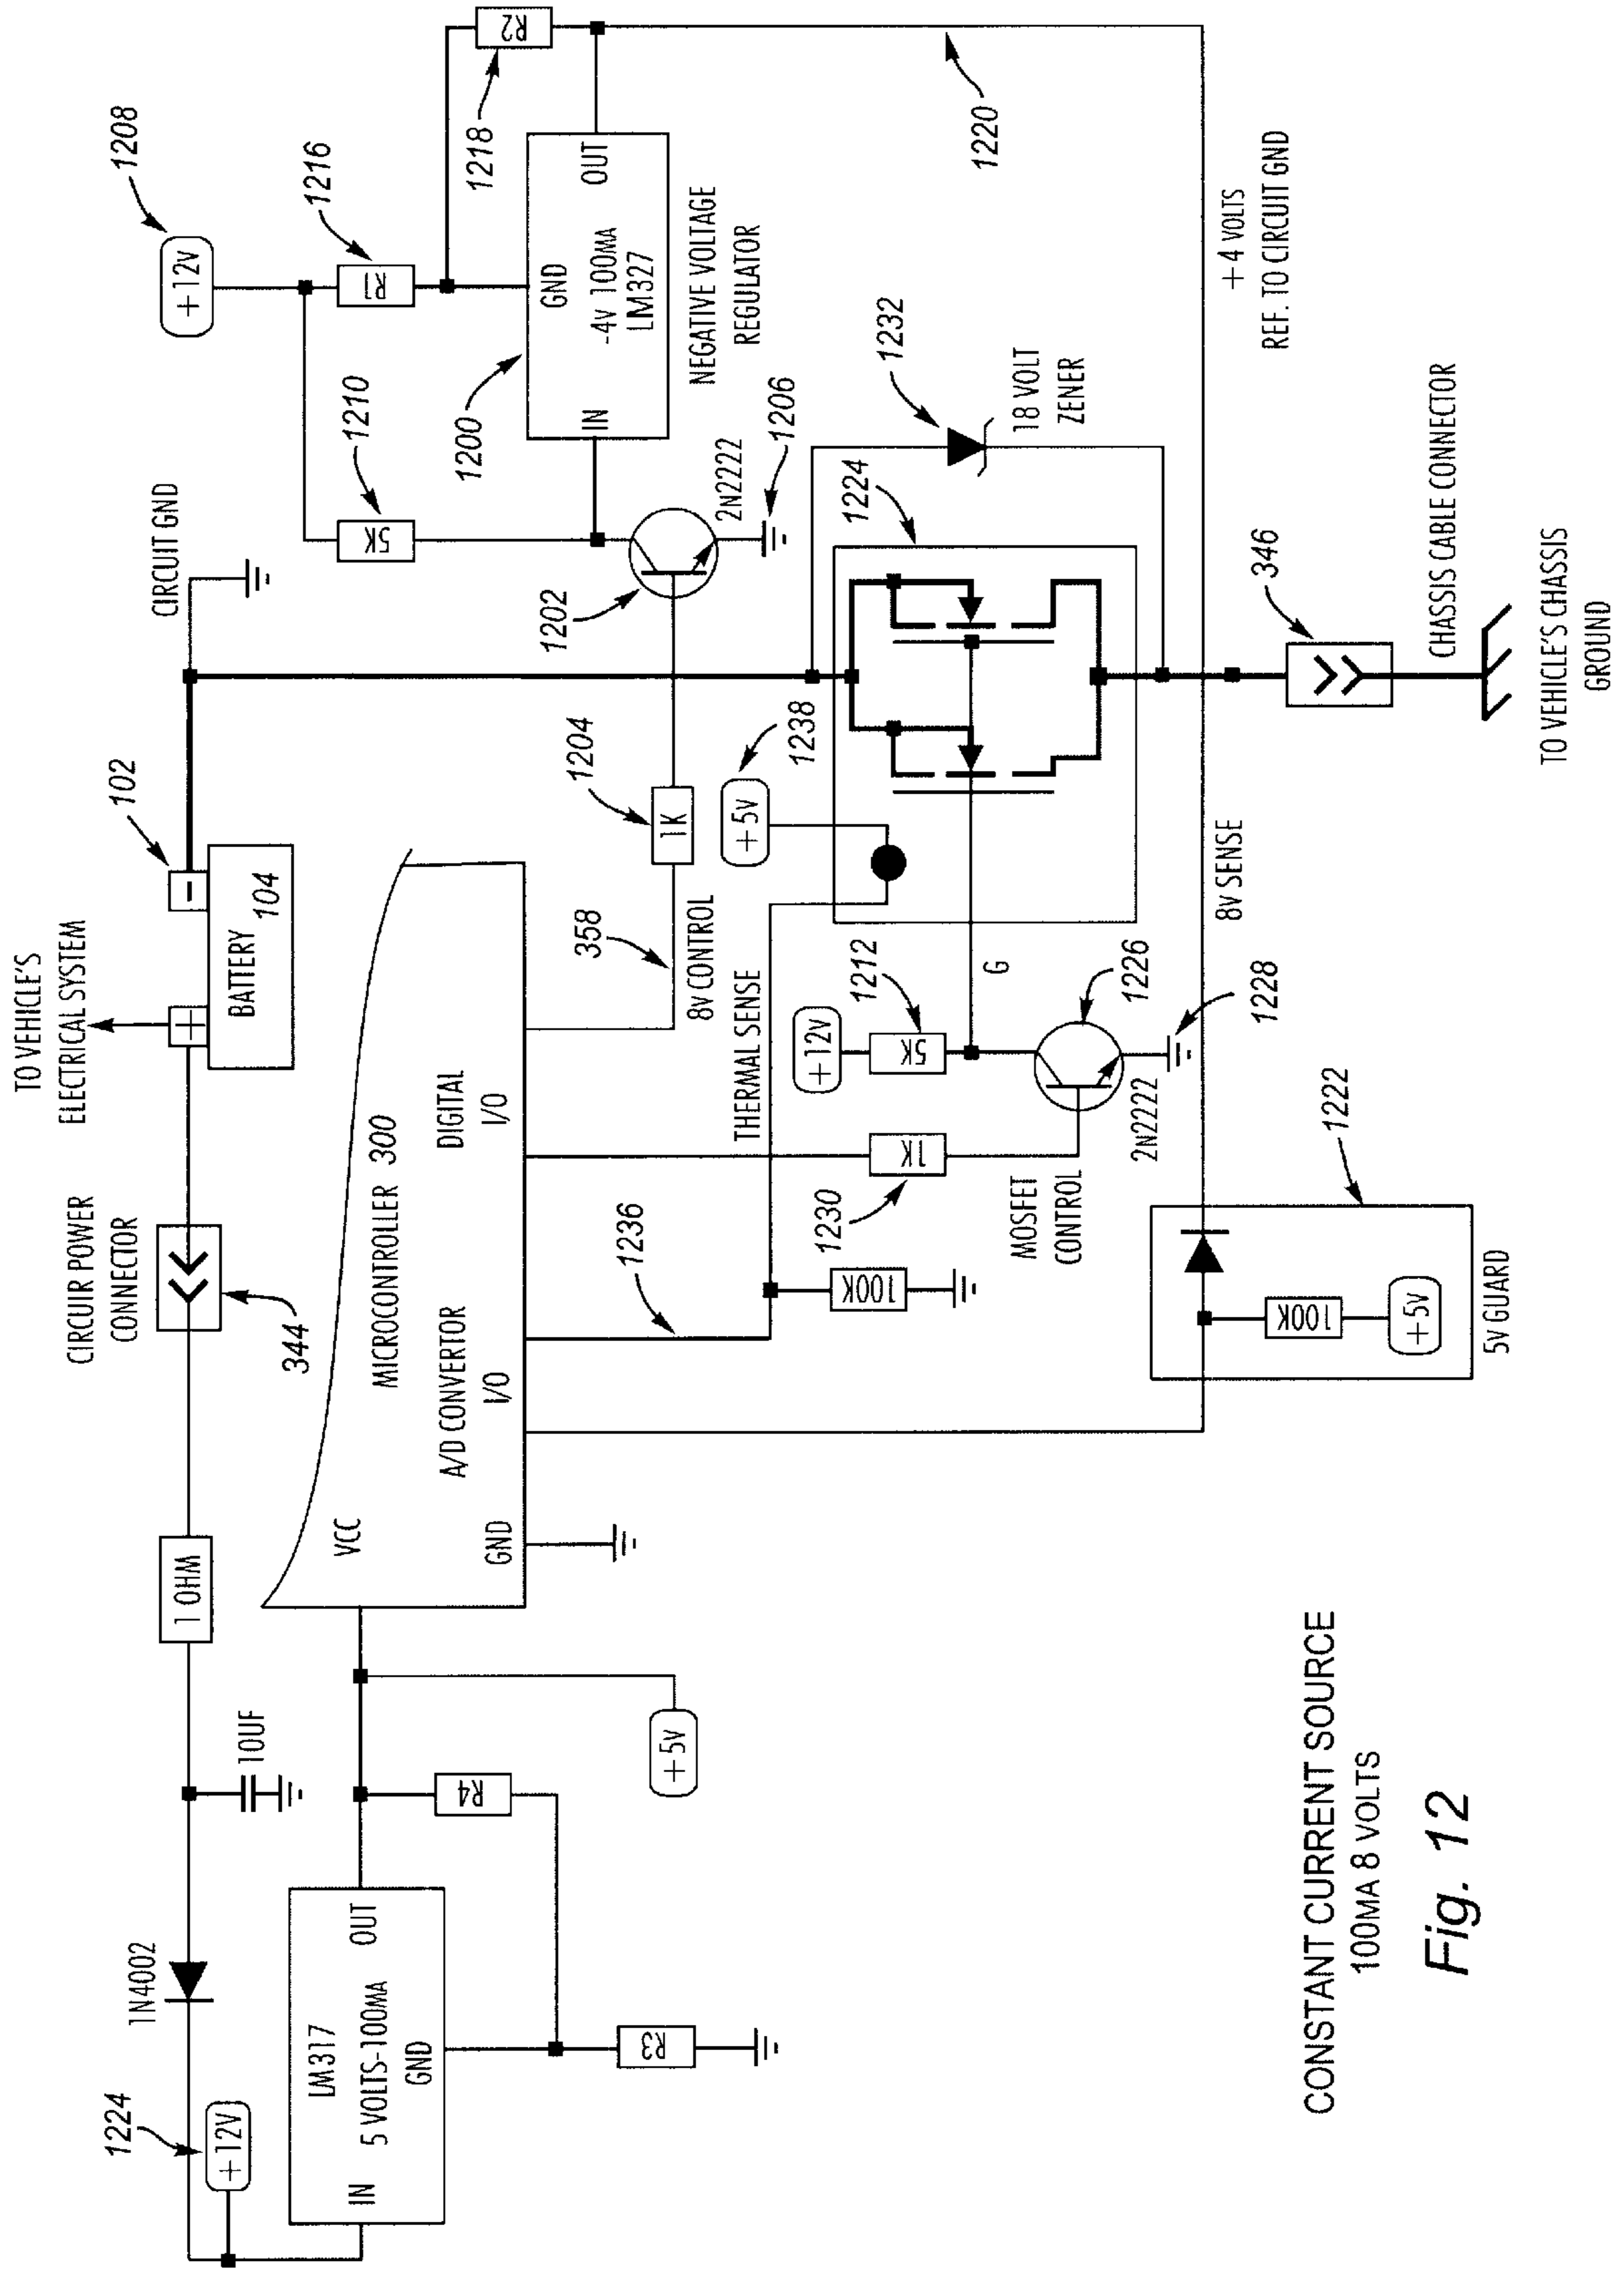 TO VEHICLE'S
ELECTRICAL SYSTEM
102
−
+
BATTERY 104
CIRCUIR POWER
CONNECTOR
344
1 OHM
10UF
1N4002
1224
+12V
LM317
5 VOLTS-100MA
IN
OUT
GND
R3
R4
+5V
VCC
MICROCONTROLLER 300
A/D CONVERTOR
I/O
DIGITAL
I/O
GND
CIRCUIT GND
1208
+12V
1216
R1
R2
1218
1210
5K
GND
-4V 100MA
LM327
IN
OUT
1200
NEGATIVE VOLTAGE
REGULATOR
1220
1202
2N2222
1206
1204
1K
358
8V CONTROL
1238
+5V
1224
1232
18 VOLT
ZENER
THERMAL SENSE
1236
100K
+12V
1212
5K
G
1226
2N2222
1228
1230
1K
MOSFET
CONTROL
8V SENSE
+4 VOLTS
REF. TO CIRCUIT GND
1222
100K
+5V
5V GUARD
346
CHASSIS CABLE CONNECTOR
TO VEHICLE'S CHASSIS
GROUND
CONSTANT CURRENT SOURCE
100MA 8 VOLTS
Fig. 12